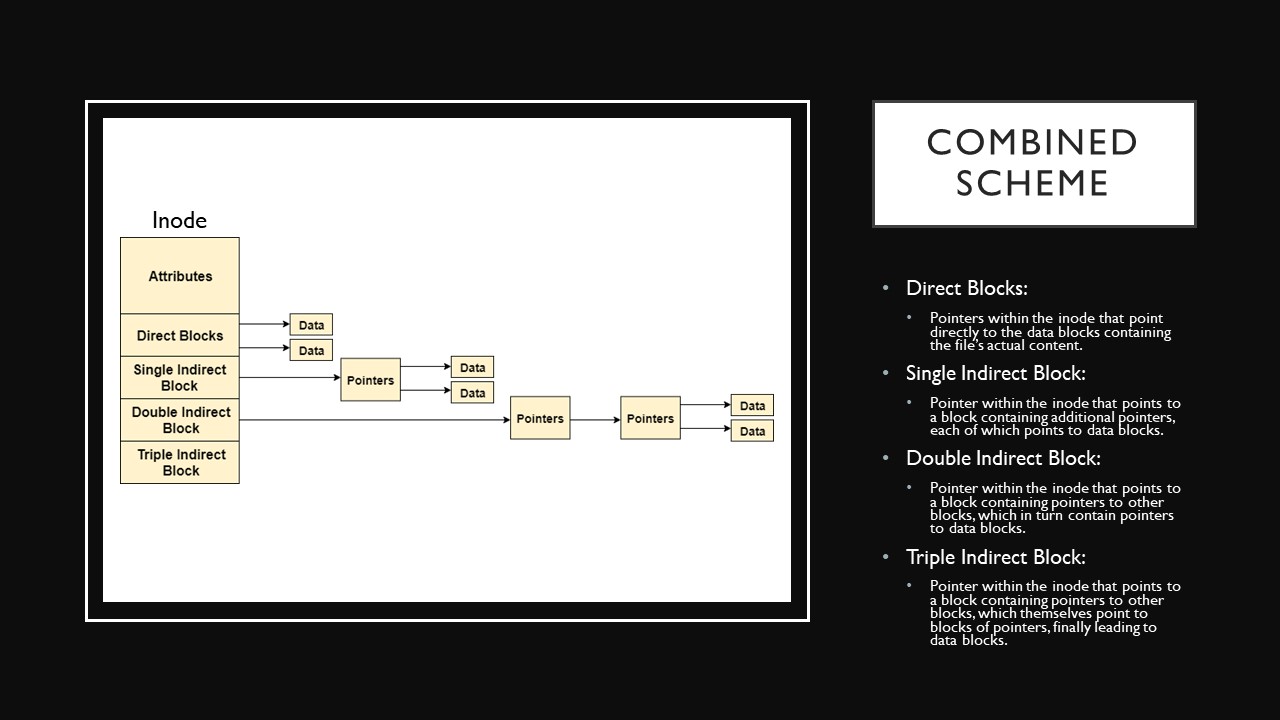 COMBINED
SCHEME
Inode
Attributes
Direct Blocks
Data
Data
Single Indirect
Block
Pointers
Data
Data
Double Indirect
Block
Pointers
Pointers
Data
Data
Triple Indirect
Block
• Direct Blocks:
• Pointers within the inode that point
directly to the data blocks containing
the file's actual content.
• Single Indirect Block:
• Pointer within the inode that points to
a block containing additional pointers,
each of which points to data blocks.
• Double Indirect Block:
• Pointer within the inode that points to
a block containing pointers to other
blocks, which in turn contain pointers
to data blocks.
• Triple Indirect Block:
• Pointer within the inode that points to
a block containing pointers to other
blocks, which themselves point to
blocks of pointers, finally leading to
data blocks.